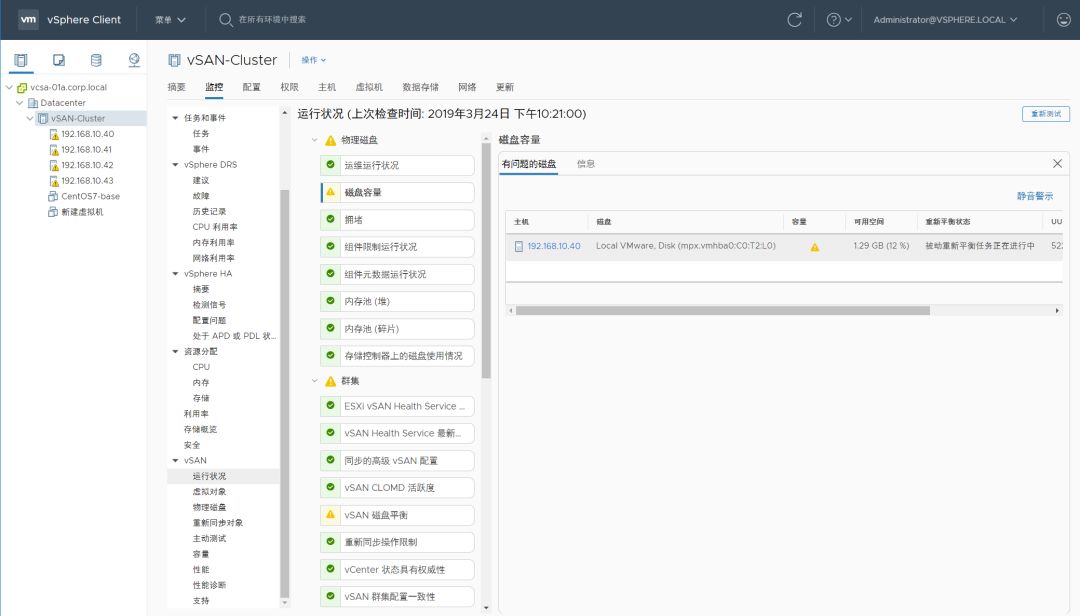 vm vSphere Client 菜单 在所有环境中搜索 Administrator@VSPHERE.LOCAL
vcsa-01a.corp.local
Datacenter
vSAN-Cluster
192.168.10.40
192.168.10.41
192.168.10.42
192.168.10.43
CentOS7-base
新建虚拟机
vSAN-Cluster 操作
摘要 监控 配置 权限 主机 虚拟机 数据存储 网络 更新
任务和事件
任务
事件
vSphere DRS
建议
故障
历史记录
CPU 利用率
内存利用率
网络利用率
vSphere HA
摘要
检测信号
配置问题
处于 APD 或 PDL 状...
资源分配
CPU
内存
存储
利用率
存储概览
安全
vSAN
运行状况
虚拟对象
物理磁盘
重新同步对象
主动测试
容量
性能
性能诊断
支持
运行状况 (上次检查时间: 2019年3月24日 下午10:21:00) 重新测试
物理磁盘
运维运行状况
磁盘容量
拥堵
组件限制运行状况
组件元数据运行状况
内存池 (堆)
内存池 (碎片)
存储控制器上的磁盘使用情况
群集
ESXi vSAN Health Service ...
vSAN Health Service 最新...
同步的高级 vSAN 配置
vSAN CLOMD 活跃度
vSAN 磁盘平衡
重新同步操作限制
vCenter 状态具有权威性
vSAN 群集配置一致性
磁盘容量
有问题的磁盘 信息
静音警示
主机 磁盘 容量 可用空间 重新平衡状态 UU
192.168.10.40 Local VMware, Disk (mpx.vmhba0:C0:T2:L0) 1.29 GB (12 %) 被动重新平衡任务正在进行中 52